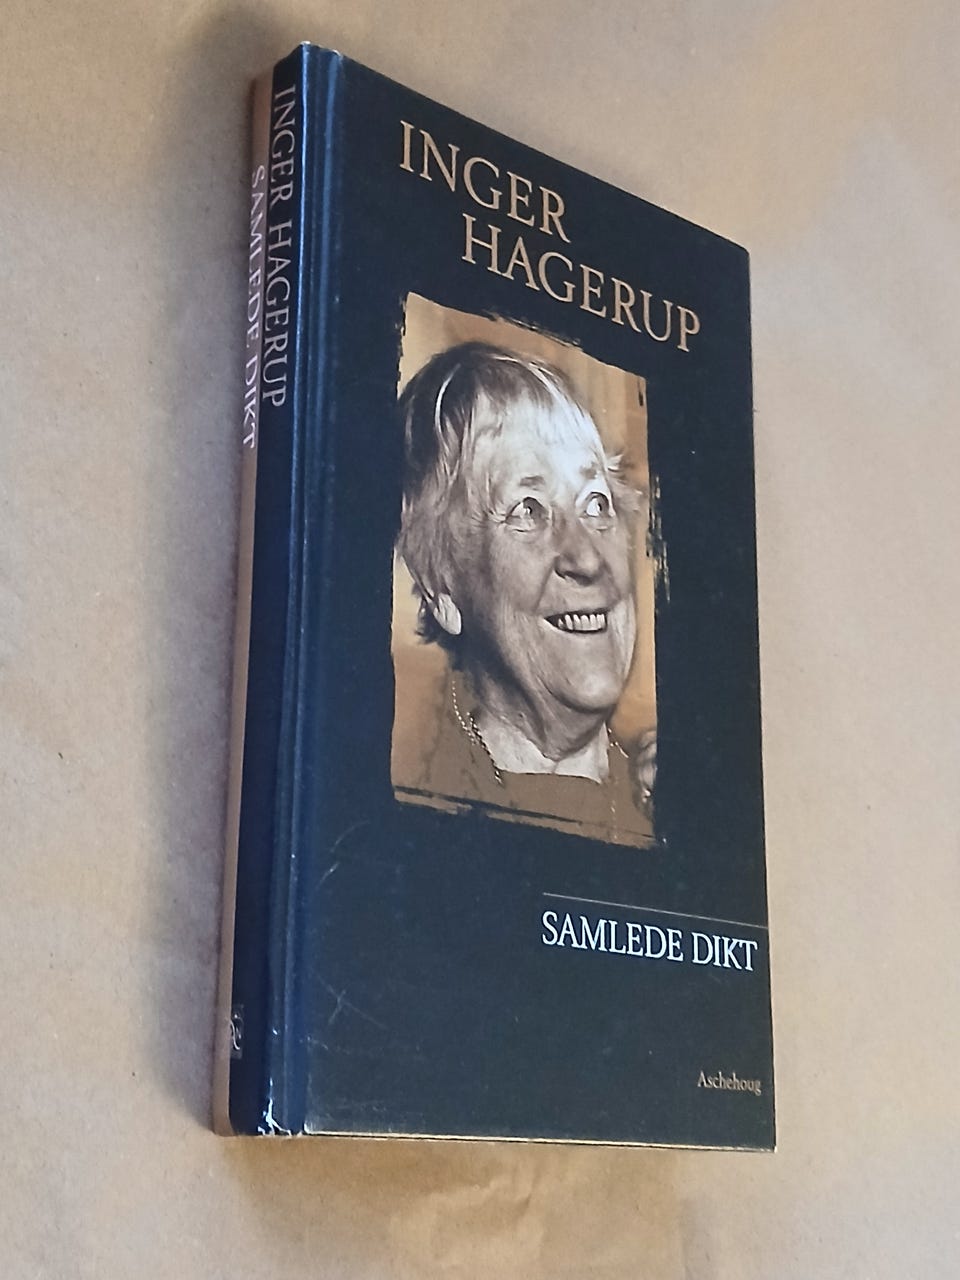 INGER HAGERUP
SAMLEDE DIKT
INGER
HAGERUP
SAMLEDE DIKT
Aschehoug